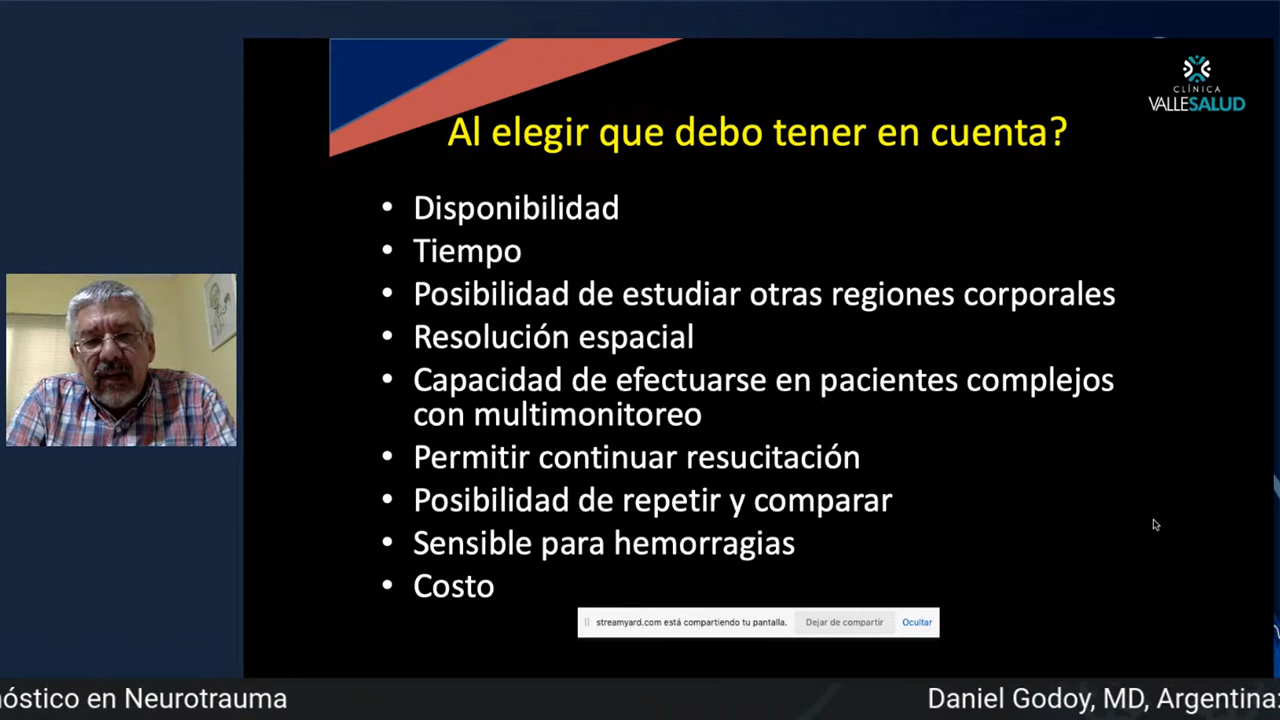 CLÍNICA
VALLESALUD
Al elegir que debo tener en cuenta?
• Disponibilidad
• Tiempo
• Posibilidad de estudiar otras regiones corporales
• Resolución espacial
• Capacidad de efectuarse en pacientes complejos
con multimonitoreo
• Permitir continuar resucitación
• Posibilidad de repetir y comparar
• Sensible para hemorragias
• Costo
streamyard.com está compartiendo tu pantalla. Dejar de compartir Ocultar
óstico en Neurotrauma
Daniel Godoy, MD, Argentina: